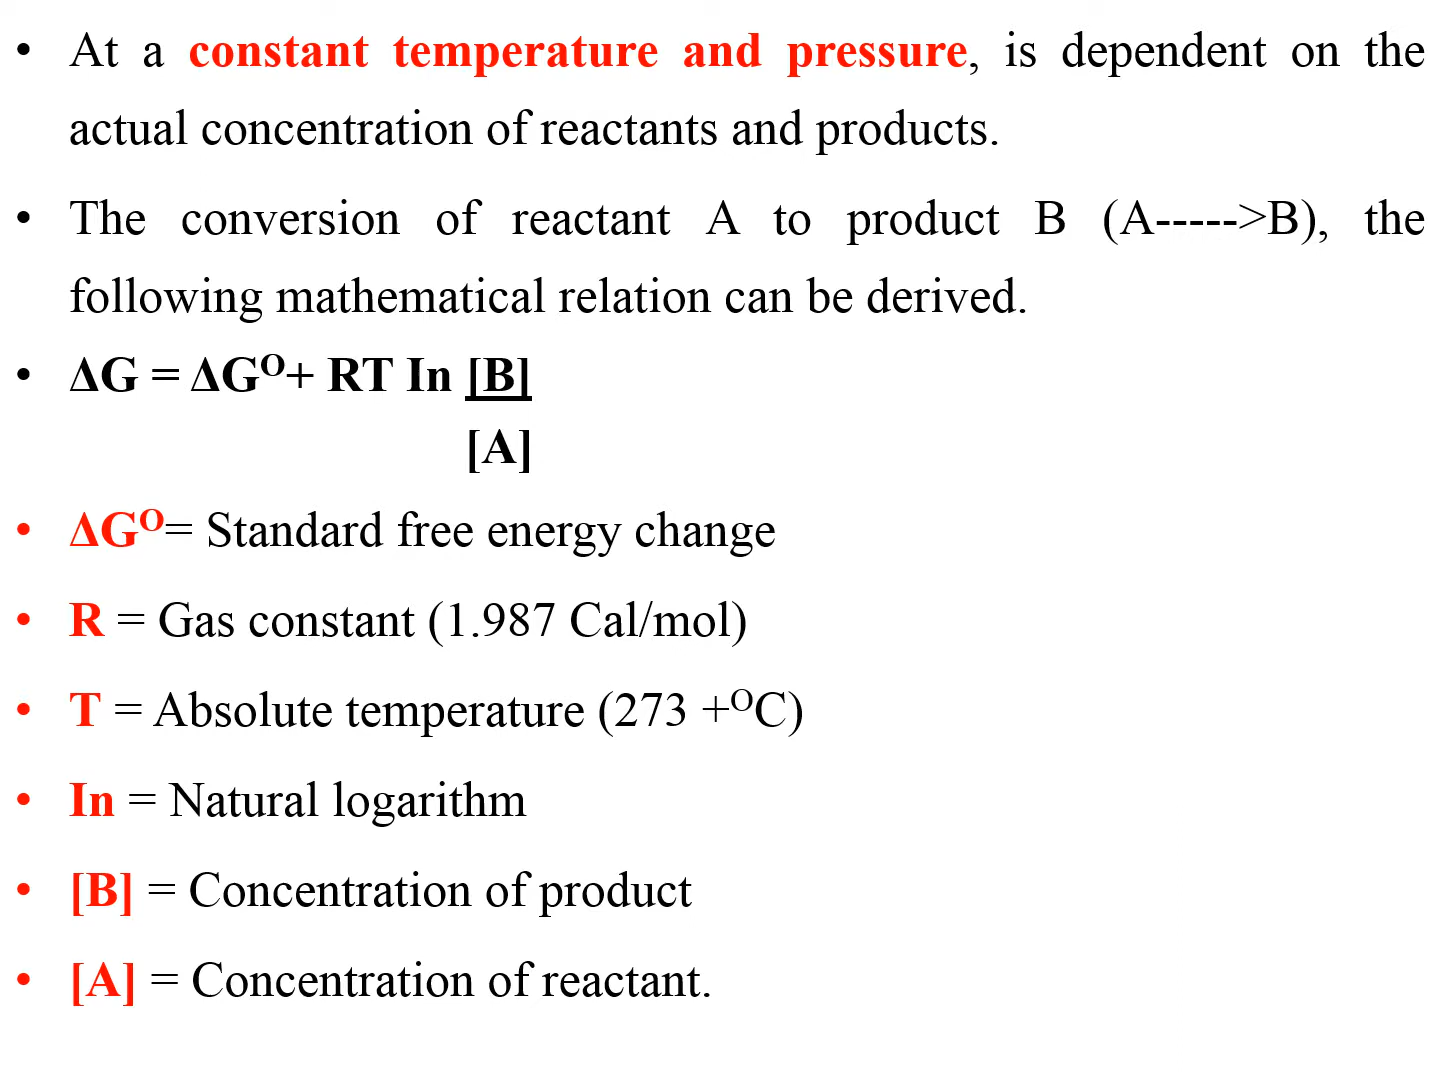 • At a constant temperature and pressure, is dependent on the
actual concentration of reactants and products.
• The conversion of reactant A to product B (A----->B), the
following mathematical relation can be derived.
• ΔG = ΔGᴼ+ RT In [B]
[A]
• ΔGᴼ= Standard free energy change
• R = Gas constant (1.987 Cal/mol)
• T = Absolute temperature (273 +ᴼC)
• In = Natural logarithm
• [B] = Concentration of product
• [A] = Concentration of reactant.